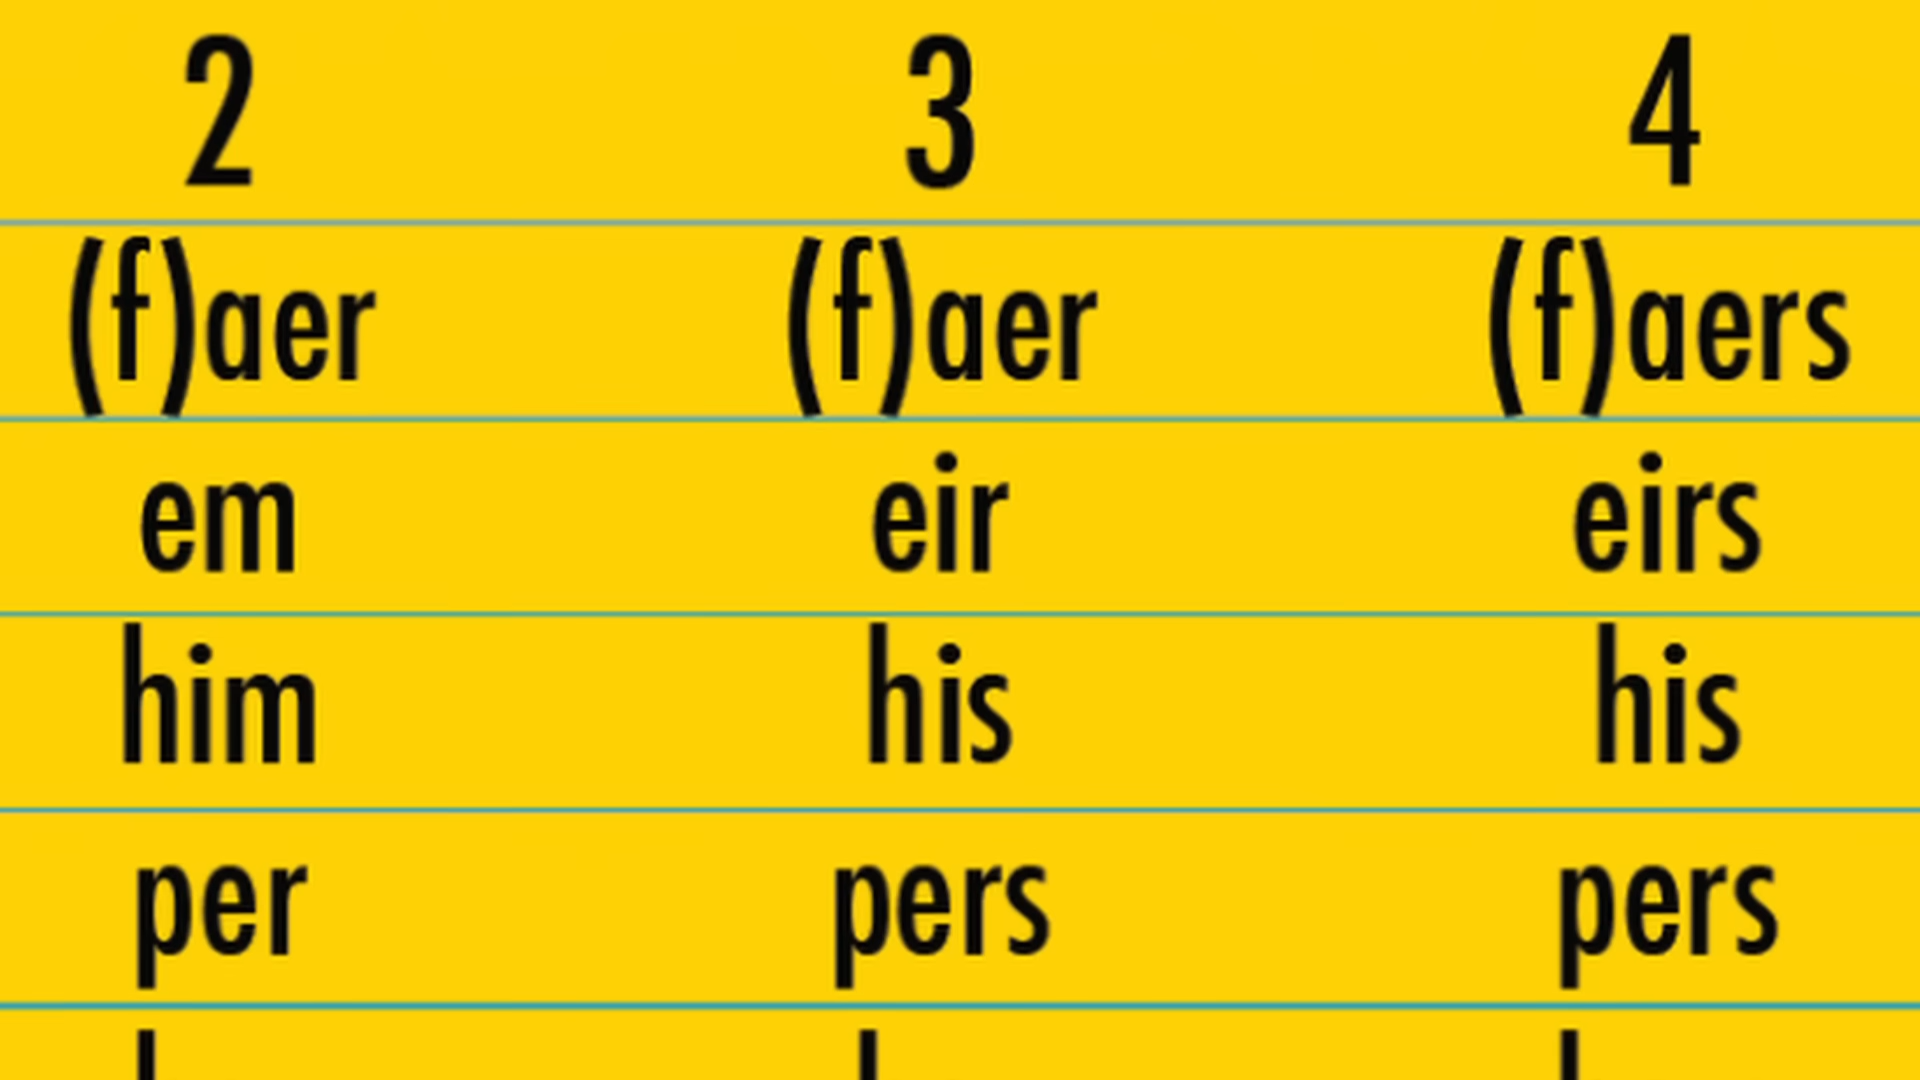 2 3 4
(f)aer (f)aer (f)aers
em eir eirs
him his his
per pers pers